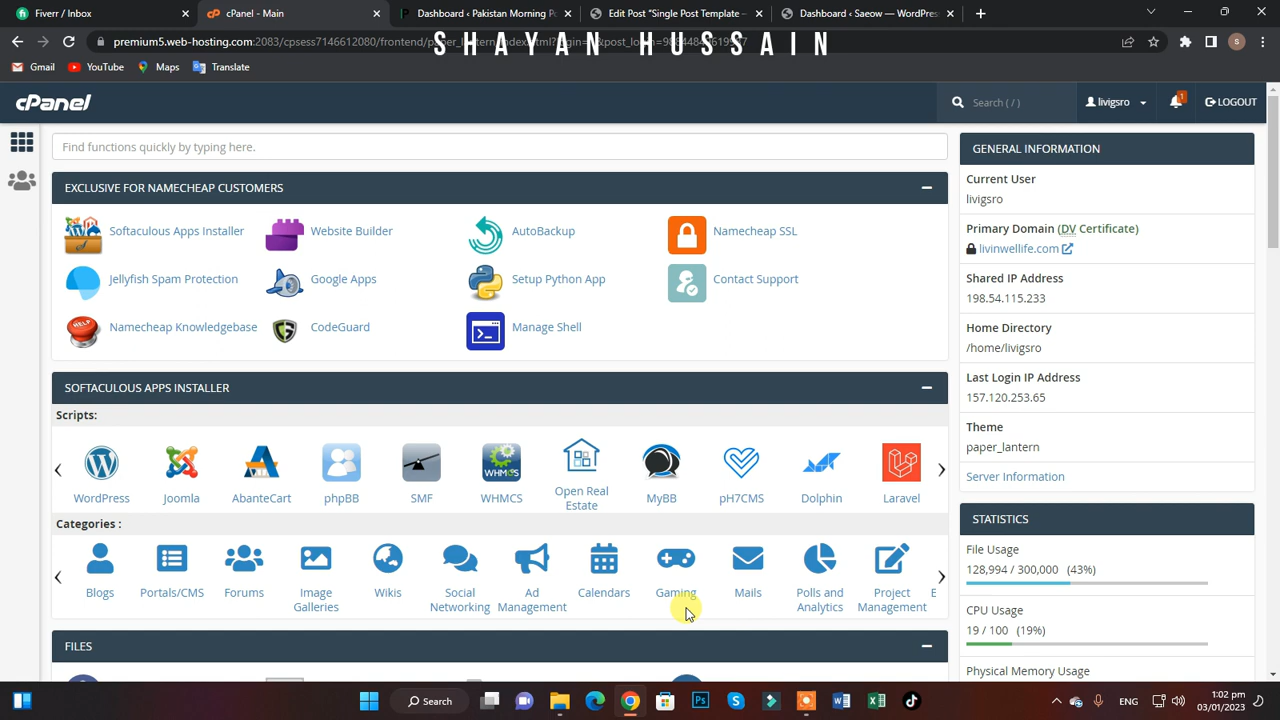 Fiverr / Inbox
cPanel - Main
Dashboard ‹ Pakistan Morning Po
Edit Post "Single Post Template –
Dashboard ‹ Saeow — WordPres
premium5.web-hosting.com:2083/cpsess7146612080/frontend/
SHAYAN HUSSAIN
S
Gmail
YouTube
Maps
Translate
cPanel
Search ( / )
livigsro
1
LOGOUT
Find functions quickly by typing here.
EXCLUSIVE FOR NAMECHEAP CUSTOMERS
Softaculous Apps Installer
Website Builder
AutoBackup
Namecheap SSL
Jellyfish Spam Protection
Google Apps
Setup Python App
Contact Support
HELP
Namecheap Knowledgebase
CodeGuard
Manage Shell
SOFTACULOUS APPS INSTALLER
Scripts:
WordPress
Joomla
AbanteCart
phpBB
SMF
WHMCS
WHMCS
Open Real
Estate
MyBB
pH7CMS
Dolphin
Laravel
Categories :
Blogs
Portals/CMS
Forums
Image
Galleries
Wikis
Social
Networking
Ad
Management
Calendars
Gaming
Mails
Polls and
Analytics
Project
Management
E
FILES
GENERAL INFORMATION
Current User
livigsro
Primary Domain (DV Certificate)
livinwellife.com
Shared IP Address
198.54.115.233
Home Directory
/home/livigsro
Last Login IP Address
157.120.253.65
Theme
paper_lantern
Server Information
STATISTICS
File Usage
128,994 / 300,000 (43%)
CPU Usage
19 / 100 (19%)
Physical Memory Usage
Search
Ps
ENG
1:02 pm
03/01/2023